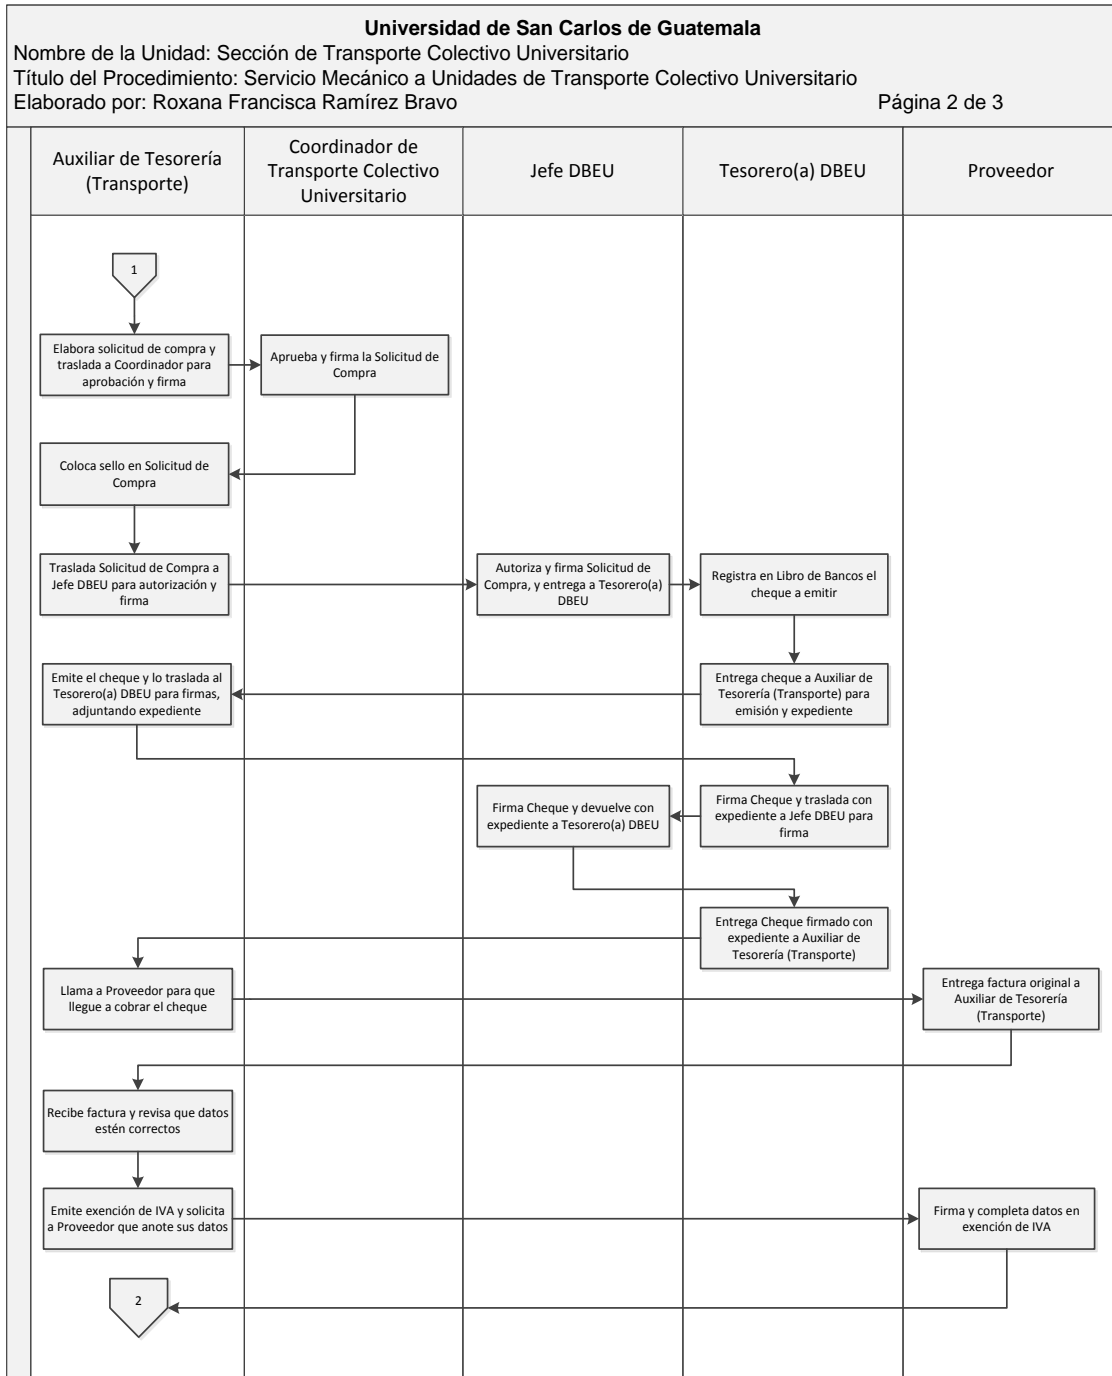 Universidad de San Carlos de Guatemala
Nombre de la Unidad: Sección de Transporte Colectivo Universitario
Título del Procedimiento: Servicio Mecánico a Unidades de Transporte Colectivo Universitario
Elaborado por: Roxana Francisca Ramírez Bravo
Página 2 de 3
Auxiliar de Tesorería
(Transporte)
Coordinador de
Transporte Colectivo
Universitario
Jefe DBEU
Tesorero(a) DBEU
Proveedor
1
Elabora solicitud de compra y
traslada a Coordinador para
aprobación y firma
Aprueba y firma la Solicitud de
Compra
Coloca sello en Solicitud de
Compra
Traslada Solicitud de Compra a
Jefe DBEU para autorización y
firma
Autoriza y firma Solicitud de
Compra, y entrega a Tesorero(a)
DBEU
Registra en Libro de Bancos el
cheque a emitir
Entrega cheque a Auxiliar de
Tesorería (Transporte) para
emisión y expediente
Emite el cheque y lo traslada al
Tesorero(a) DBEU para firmas,
adjuntando expediente
Firma Cheque y traslada con
expediente a Jefe DBEU para
firma
Firma Cheque y devuelve con
expediente a Tesorero(a) DBEU
Entrega Cheque firmado con
expediente a Auxiliar de
Tesorería (Transporte)
Llama a Proveedor para que
llegue a cobrar el cheque
Entrega factura original a
Auxiliar de Tesorería
(Transporte)
Recibe factura y revisa que datos
estén correctos
Emite exención de IVA y solicita
a Proveedor que anote sus datos
Firma y completa datos en
exención de IVA
2